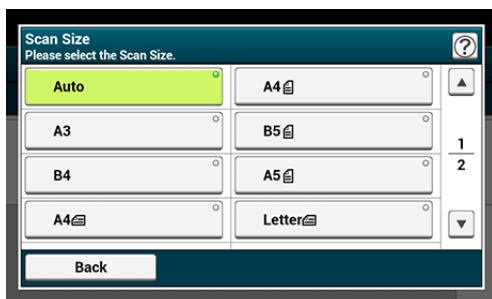 Scan Size
Please select the Scan Size.
?
Auto
A4
A3
B5
B4
A5
A4
Letter
1
2
Back